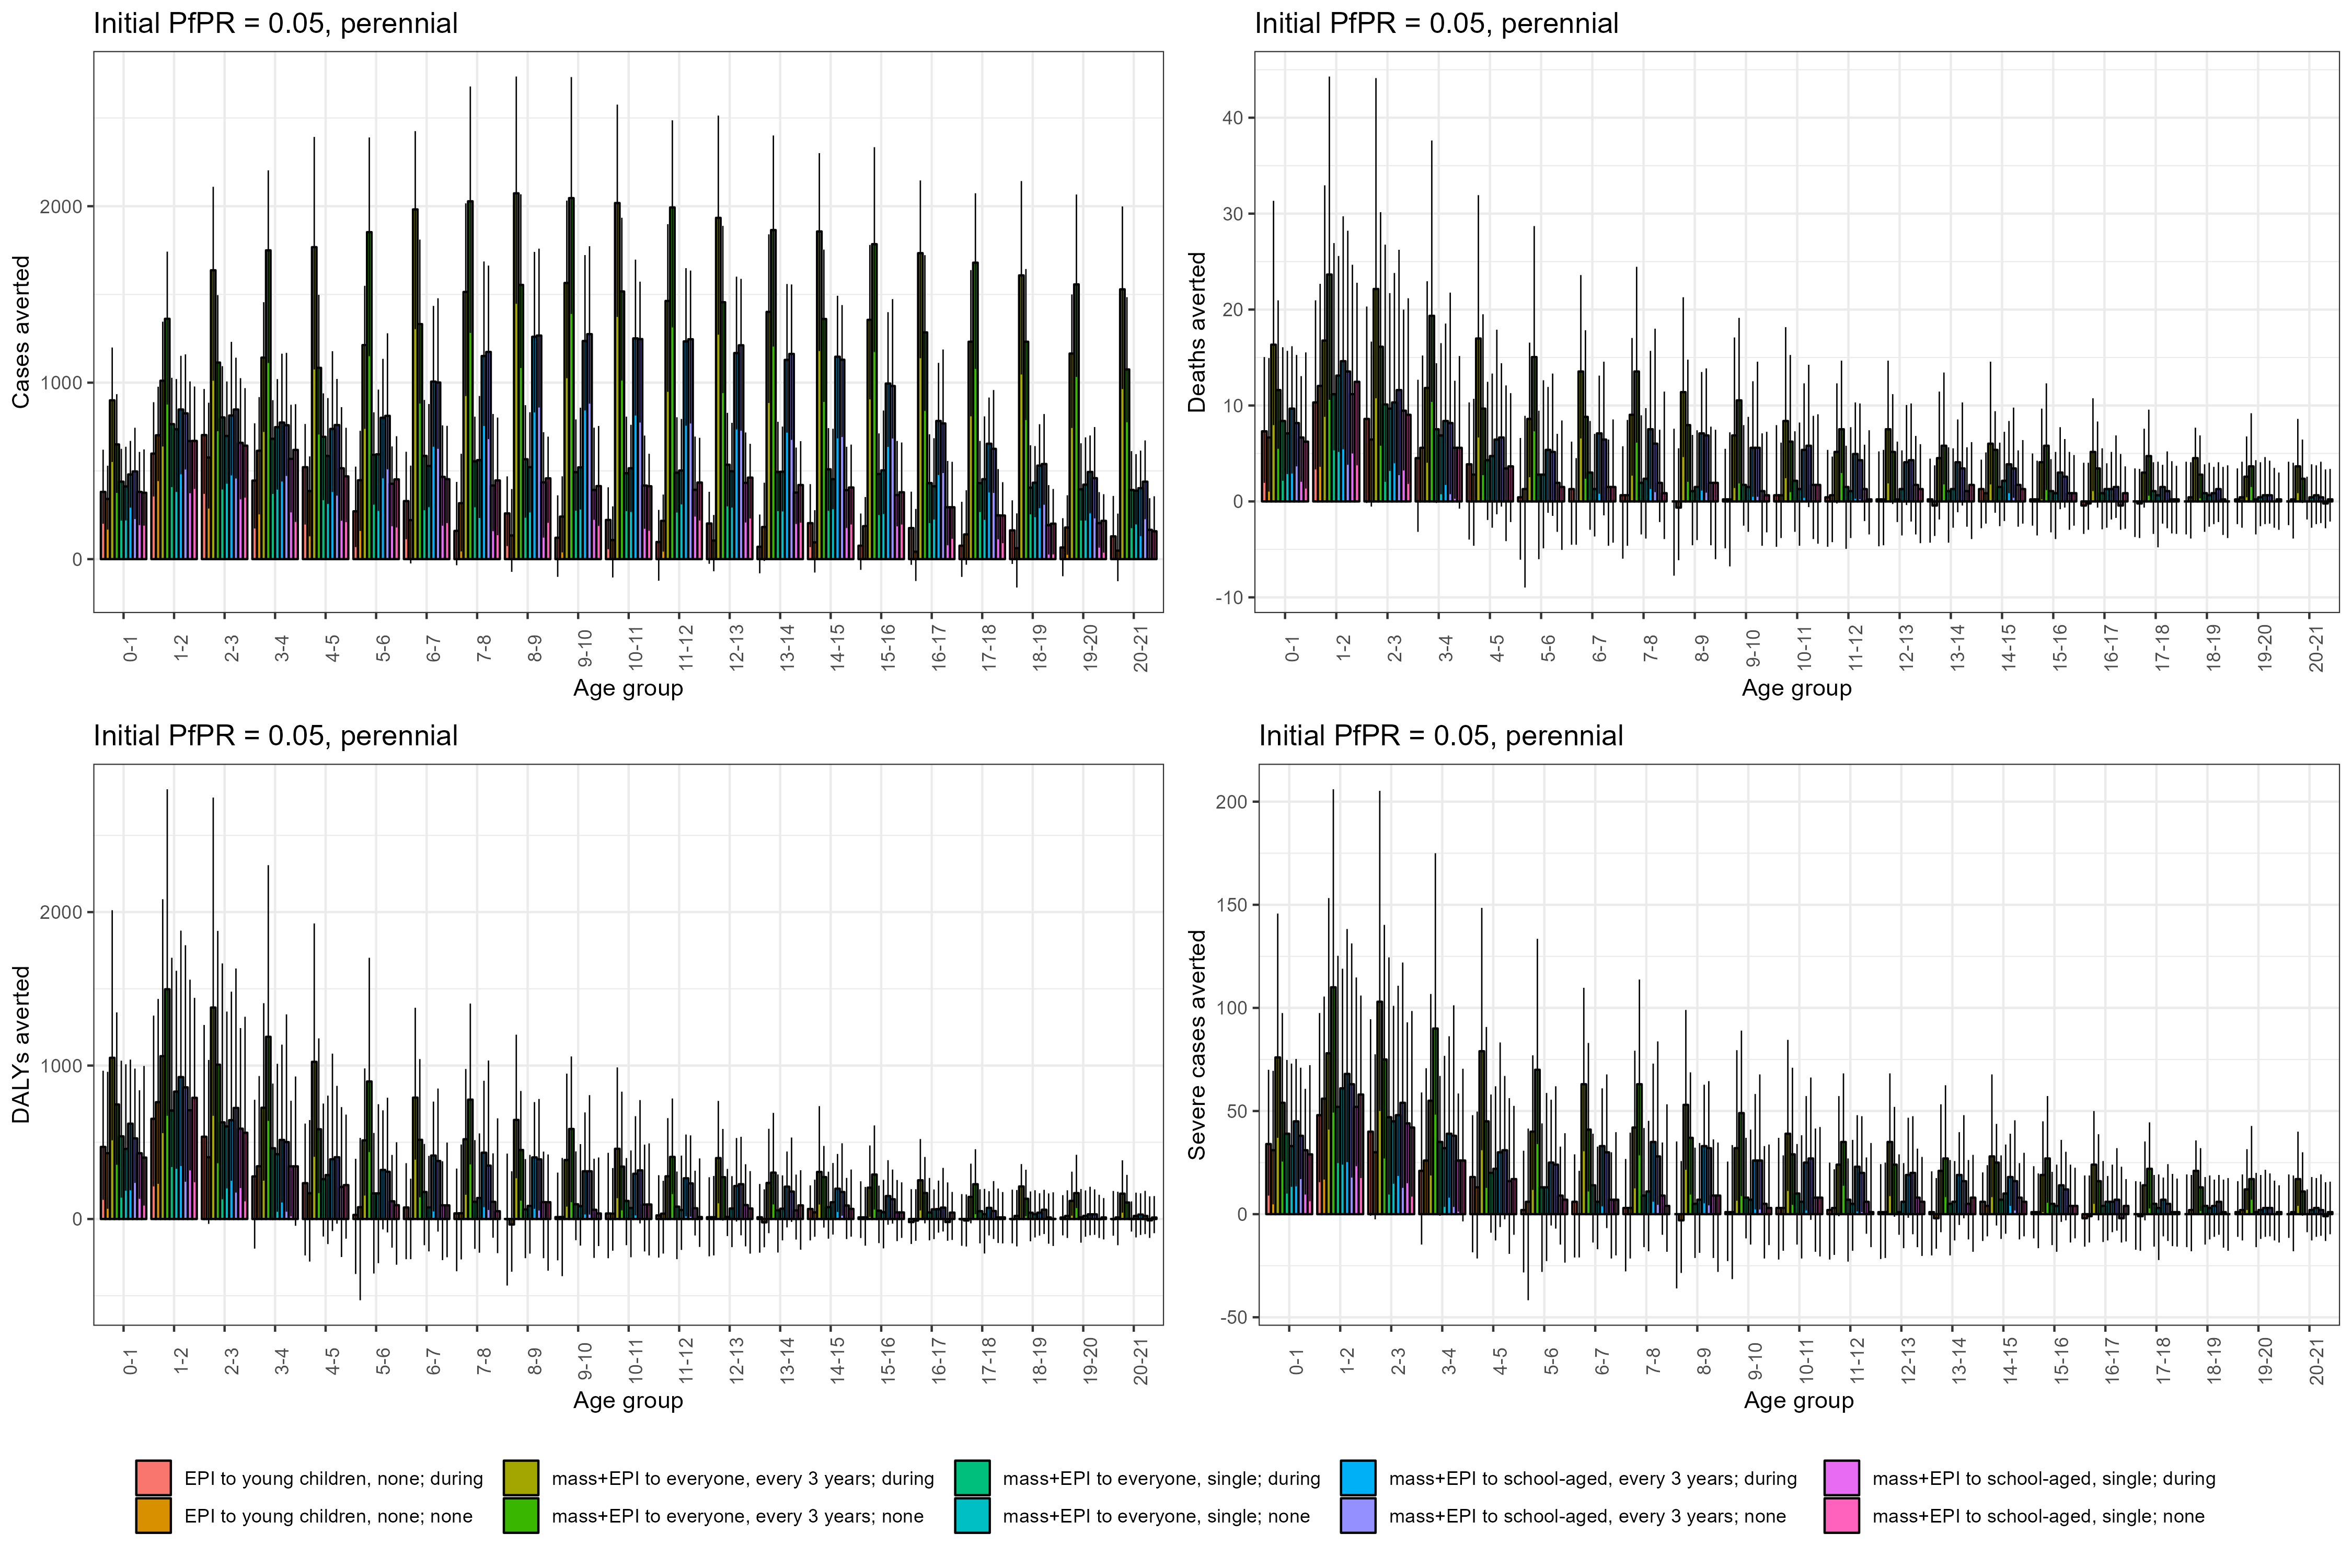 Initial PfPR = 0.05, perennial
Cases averted
2000
1000
0
0-1 1-2 2-3 3-4 4-5 5-6 6-7 7-8 8-9 9-10 10-11 11-12 12-13 13-14 14-15 15-16 16-17 17-18 18-19 19-20 20-21
Age group
Initial PfPR = 0.05, perennial
Deaths averted
40
30
20
10
0
-10
0-1 1-2 2-3 3-4 4-5 5-6 6-7 7-8 8-9 9-10 10-11 11-12 12-13 13-14 14-15 15-16 16-17 17-18 18-19 19-20 20-21
Age group
Initial PfPR = 0.05, perennial
DALYs averted
2000
1000
0
0-1 1-2 2-3 3-4 4-5 5-6 6-7 7-8 8-9 9-10 10-11 11-12 12-13 13-14 14-15 15-16 16-17 17-18 18-19 19-20 20-21
Age group
Initial PfPR = 0.05, perennial
Severe cases averted
200
150
100
50
0
-50
0-1 1-2 2-3 3-4 4-5 5-6 6-7 7-8 8-9 9-10 10-11 11-12 12-13 13-14 14-15 15-16 16-17 17-18 18-19 19-20 20-21
Age group
EPI to young children, none; during
EPI to young children, none; none
mass+EPI to everyone, every 3 years; during
mass+EPI to everyone, every 3 years; none
mass+EPI to everyone, single; during
mass+EPI to everyone, single; none
mass+EPI to school-aged, every 3 years; during
mass+EPI to school-aged, every 3 years; none
mass+EPI to school-aged, single; during
mass+EPI to school-aged, single; none